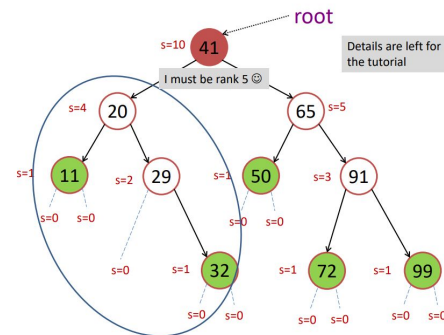 root
s=10
41
Details are left for
the tutorial
I must be rank 5 ☺
s=4
20
65
s=5
s=1
11
s=2
29
s=1
50
s=3
91
s=0
s=0
s=0
s=0
s=0
s=1
32
s=1
72
s=1
99
s=0
s=0
s=0
s=0
s=0
s=0